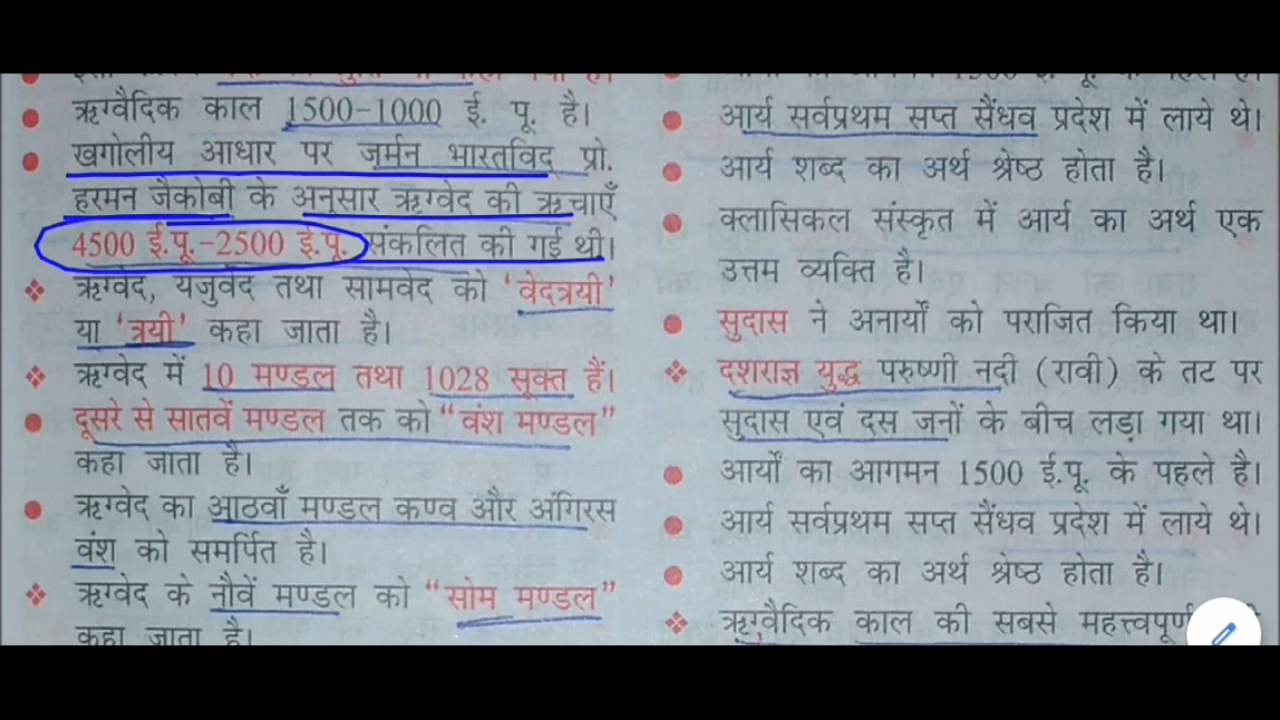 ऋग्वैदिक काल 1500-1000 ई. पू. है।
खगोलीय आधार पर जर्मन भारतविद प्रो.
हरमन जैकोबी के अनुसार ऋग्वेद की ऋचाएँ
4500 ई.पू.-2500 ई.पू. संकलित की गई थी।
ऋग्वेद, यजुर्वेद तथा सामवेद को 'वेदत्रयी'
या 'त्रयी' कहा जाता है।
ऋग्वेद में 10 मण्डल तथा 1028 सूक्त हैं।
दूसरे से सातवें मण्डल तक को "वंश मण्डल"
कहा जाता है।
ऋग्वेद का आठवाँ मण्डल कण्व और अंगिरस
वंश को समर्पित है।
ऋग्वेद के नौवें मण्डल को "सोम मण्डल"
कहा जाता है।
आर्य सर्वप्रथम सप्त सैंधव प्रदेश में लाये थे।
आर्य शब्द का अर्थ श्रेष्ठ होता है।
क्लासिकल संस्कृत में आर्य का अर्थ एक
उत्तम व्यक्ति है।
सुदास ने अनार्यों को पराजित किया था।
दशराज्ञ युद्ध परुष्णी नदी (रावी) के तट पर
सुदास एवं दस जनों के बीच लड़ा गया था।
आर्यों का आगमन 1500 ई.पू. के पहले है।
आर्य सर्वप्रथम सप्त सैंधव प्रदेश में लाये थे।
आर्य शब्द का अर्थ श्रेष्ठ होता है।
ऋग्वैदिक काल की सबसे महत्त्वपूर्ण